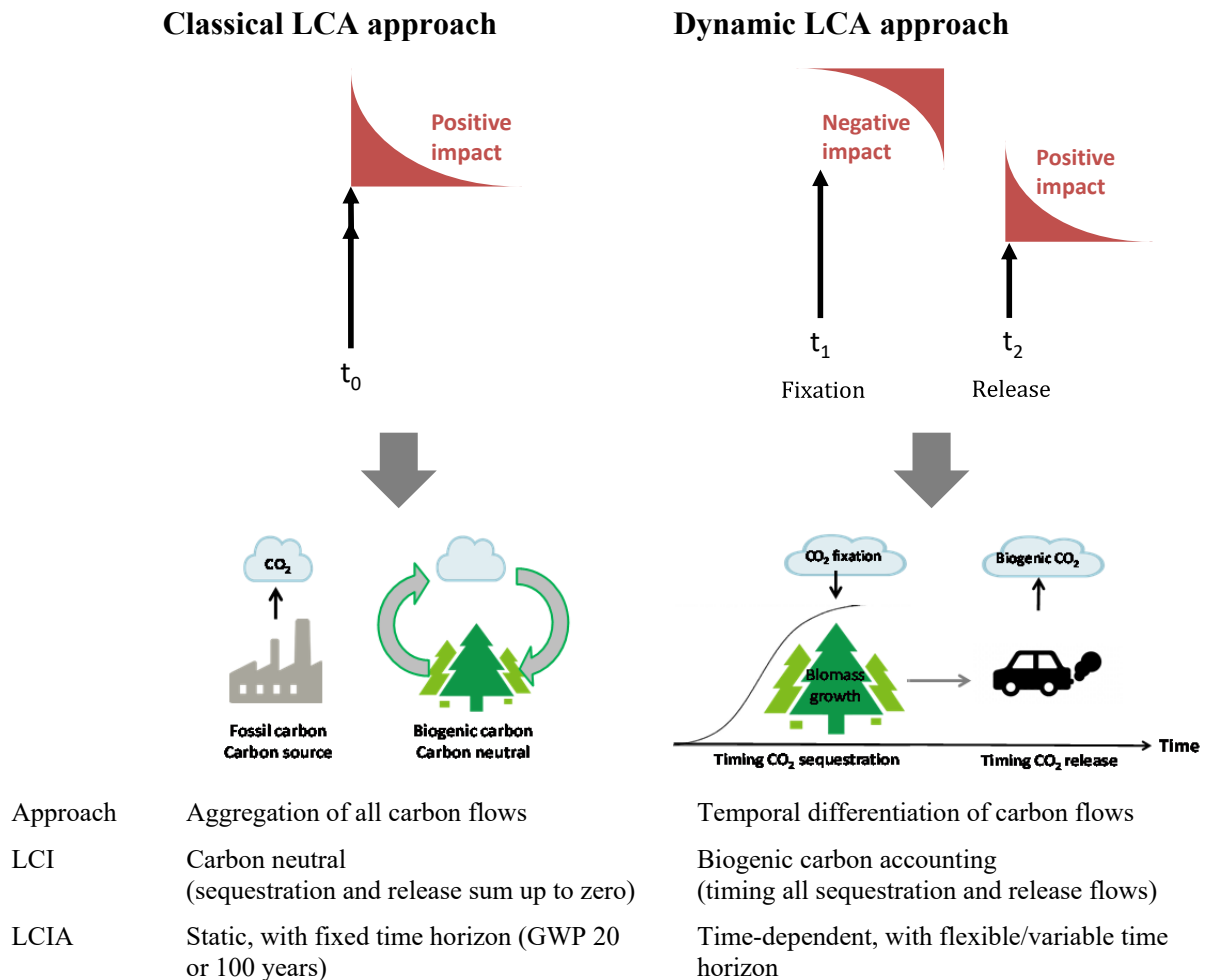 Classical LCA approach
Dynamic LCA approach
Positive
impact
Negative
impact
Positive
impact
t0
t1
t2
Fixation
Release
CO2
CO2 fixation
Biogenic CO2
Biomass
growth
Fossil carbon
Carbon source
Biogenic carbon
Carbon neutral
Time
Timing CO2 sequestration
Timing CO2 release
Approach
Aggregation of all carbon flows
Temporal differentiation of carbon flows
LCI
Carbon neutral
(sequestration and release sum up to zero)
Biogenic carbon accounting
(timing all sequestration and release flows)
LCIA
Static, with fixed time horizon (GWP 20
or 100 years)
Time-dependent, with flexible/variable time
horizon